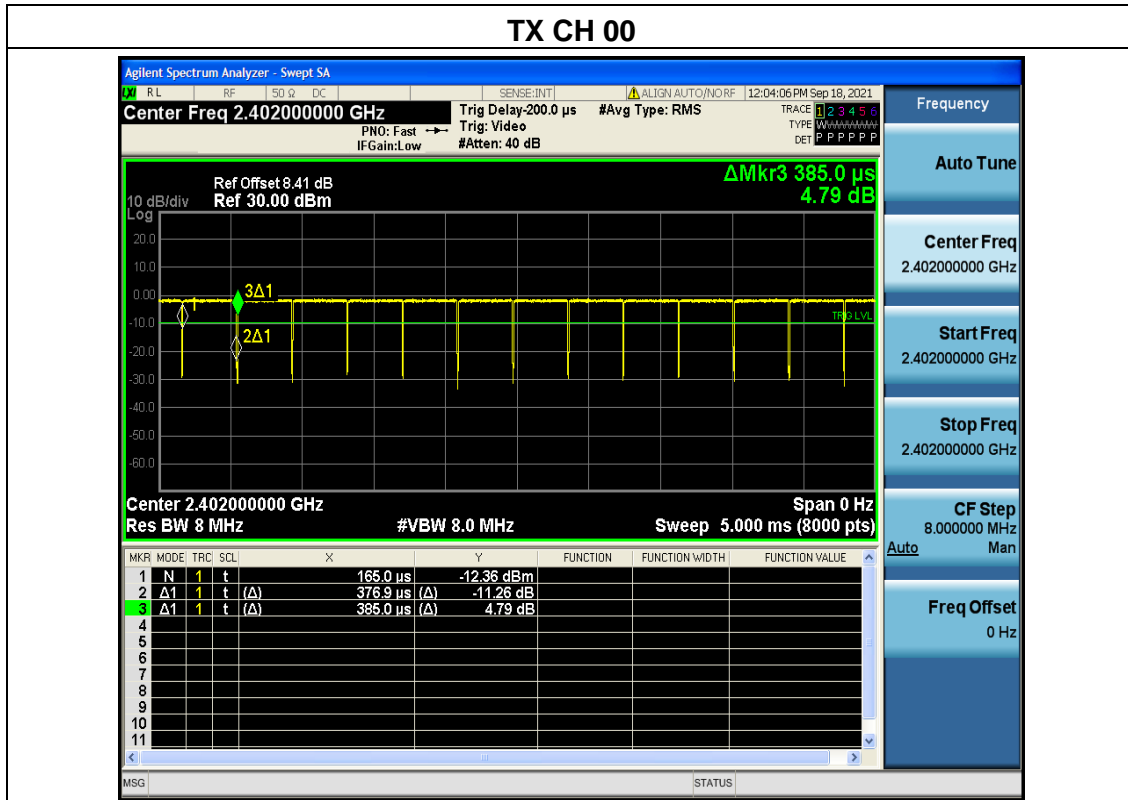 TX CH 00
Agilent Spectrum Analyzer - Swept SA
LXI RL RF 50 Ω DC SENSE:INT ALIGN AUTO/NO RF 12:04:06 PM Sep 18, 2021
Center Freq 2.402000000 GHz
PNO: Fast
IFGain:Low
Trig Delay-200.0 µs
Trig: Video
#Atten: 40 dB
#Avg Type: RMS
TRACE 1 2 3 4 5 6
TYPE WWWWWW
DET P P P P P P
ΔMkr3 385.0 µs
4.79 dB
Ref Offset 8.41 dB
10 dB/div Ref 30.00 dBm
Log
20.0
10.0
0.00
-10.0
-20.0
-30.0
-40.0
-50.0
-60.0
1
3Δ1
2Δ1
TRIG LVL
Center 2.402000000 GHz Span 0 Hz
Res BW 8 MHz #VBW 8.0 MHz Sweep 5.000 ms (8000 pts)
MKR MODE TRC SCL X Y FUNCTION FUNCTION WIDTH FUNCTION VALUE
1 N 1 t 165.0 µs -12.36 dBm
2 Δ1 1 t (Δ) 376.9 µs (Δ) -11.26 dB
3 Δ1 1 t (Δ) 385.0 µs (Δ) 4.79 dB
4
5
6
7
8
9
10
11
MSG STATUS
Frequency
Auto Tune
Center Freq
2.402000000 GHz
Start Freq
2.402000000 GHz
Stop Freq
2.402000000 GHz
CF Step
8.000000 MHz
Auto Man
Freq Offset
0 Hz